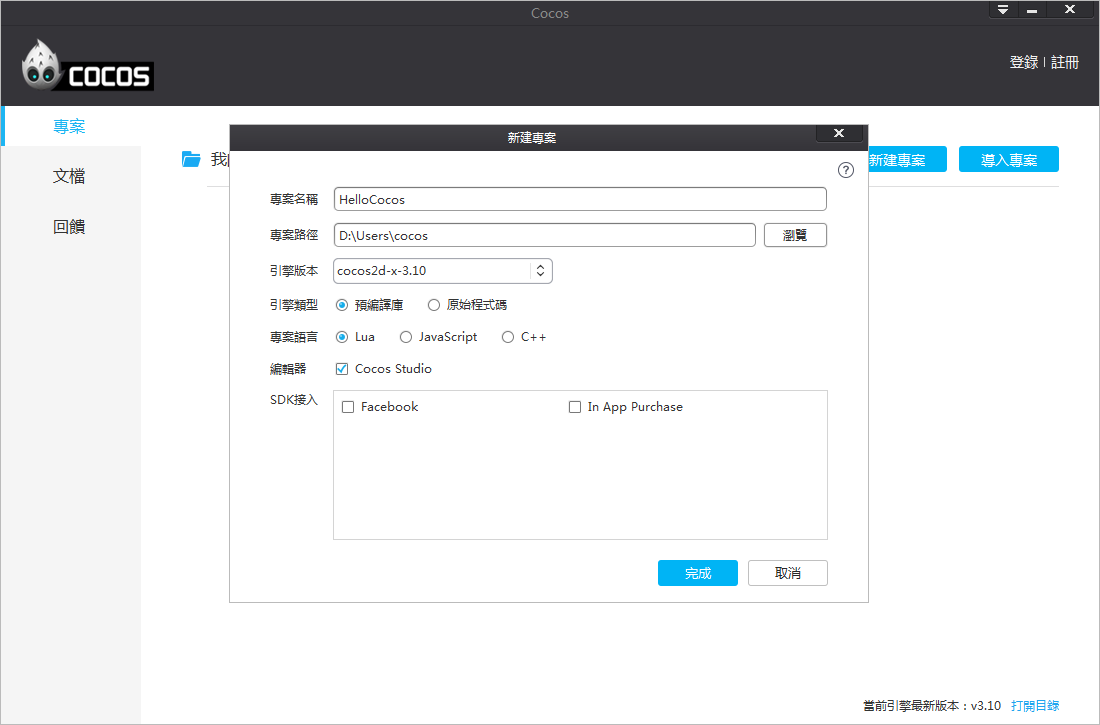 Cocos
COCOS
登錄 | 註冊
專案
文檔
回饋
我
新建專案
導入專案
新建專案
?
專案名稱 HelloCocos
專案路徑 D:\Users\cocos 瀏覽
引擎版本 cocos2d-x-3.10
引擎類型 預編譯庫 原始程式碼
專案語言 Lua JavaScript C++
編輯器 Cocos Studio
SDK接入 Facebook In App Purchase
完成 取消
當前引擎最新版本：v3.10 打開目錄